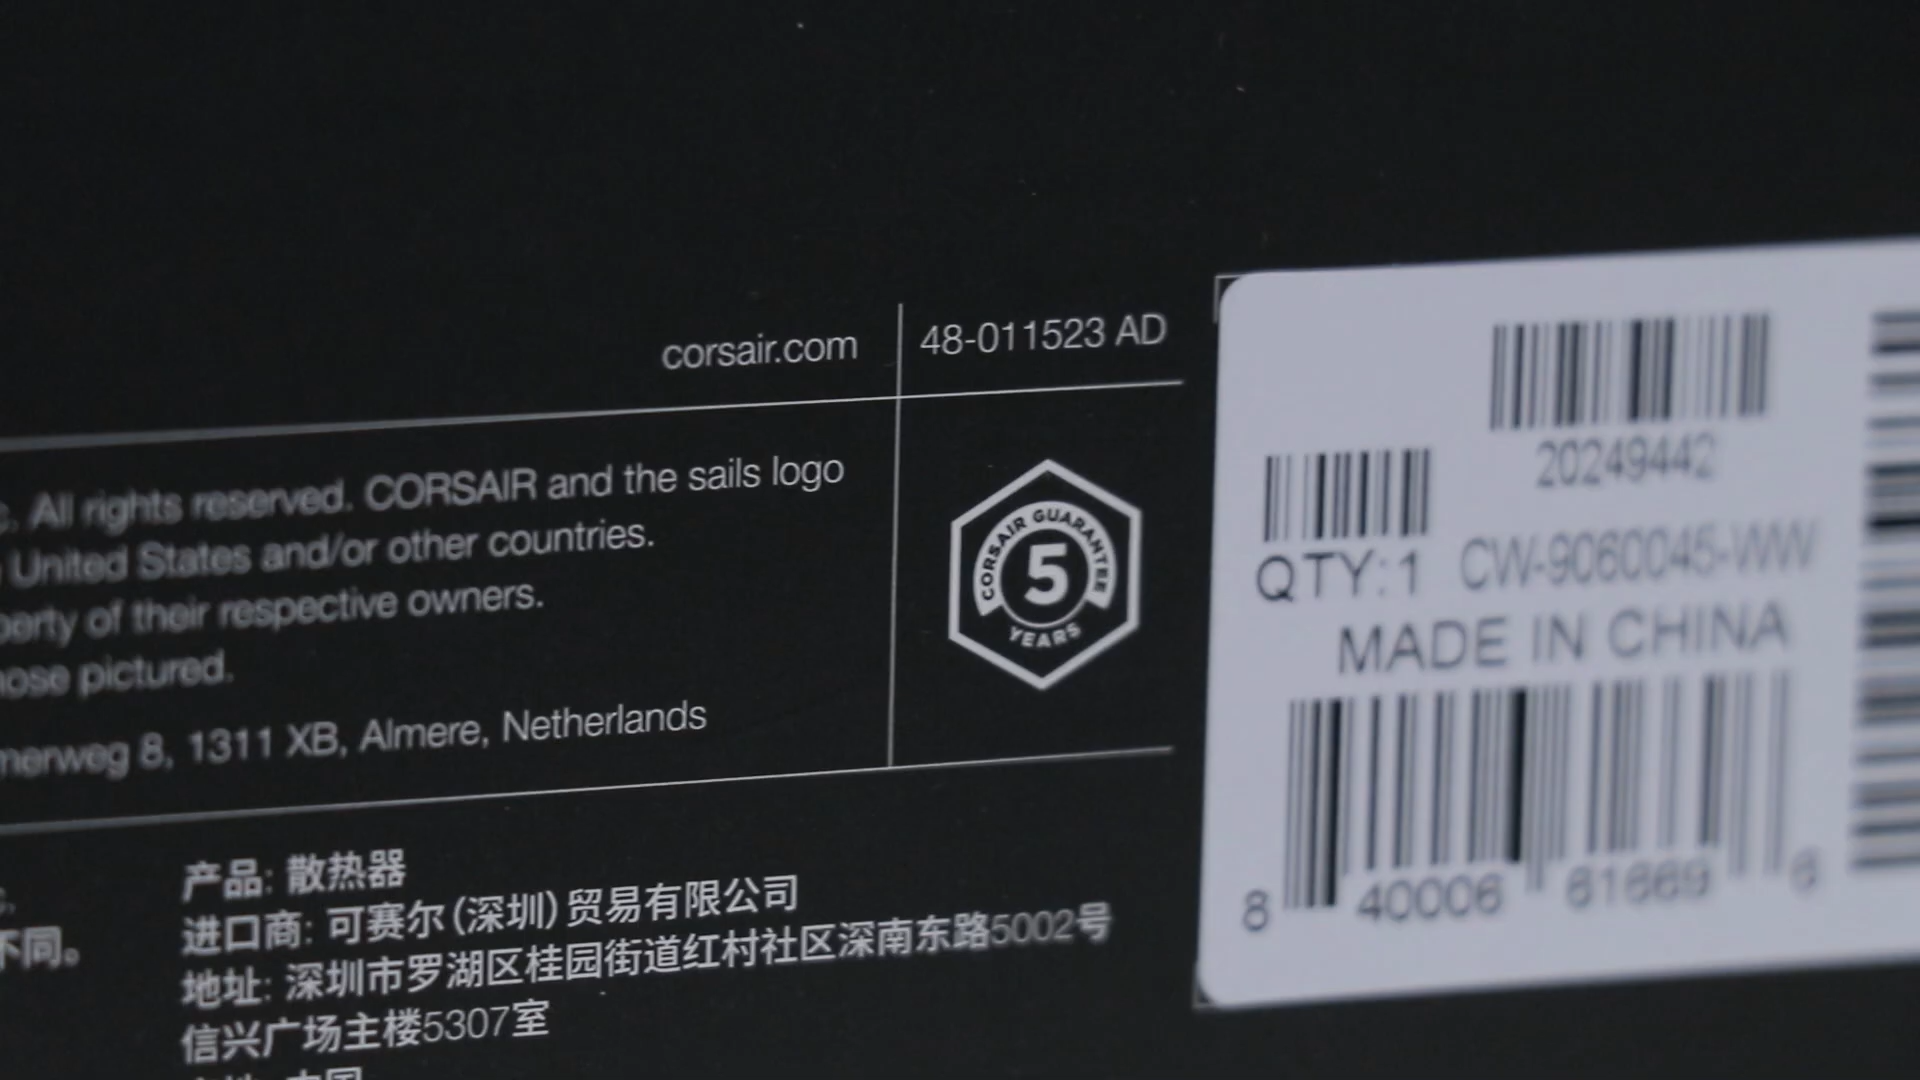 corsair.com
48-011523 AD
. All rights reserved. CORSAIR and the sails logo
United States and/or other countries.
perty of their respective owners.
hose pictured.
merweg 8, 1311 XB, Almere, Netherlands
CORSAIR GUARANTEE
5
YEARS
不同。
产品: 散热器
进口商: 可赛尔(深圳)贸易有限公司
地址: 深圳市罗湖区桂园街道红村社区深南东路5002号
信兴广场主楼5307室
20249442
QTY:1 CW-9060045-WW
MADE IN CHINA
8 40006 61669 6